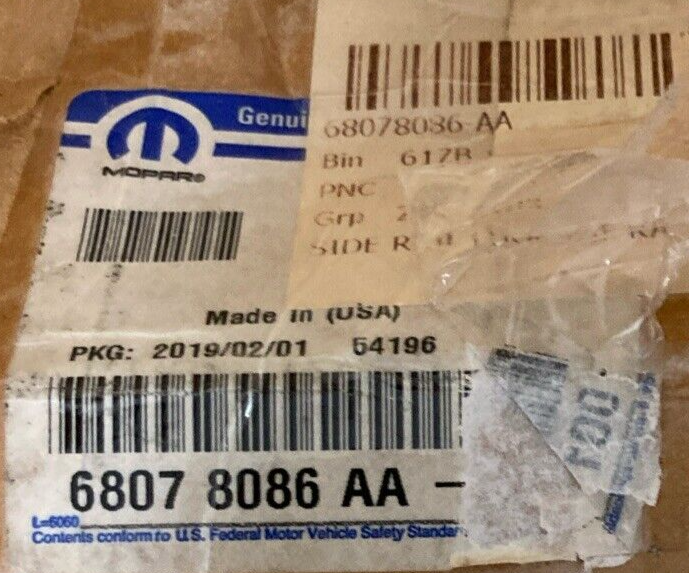 68078086-AA
Bin 617B
PNC
Grp 2
SIDE R
Genui
MOPAR®
Made in (USA)
PKG: 2019/02/01 54196
6807 8086 AA –
L=6060
Contents conform to U.S. Federal Motor Vehicle Safety Standar